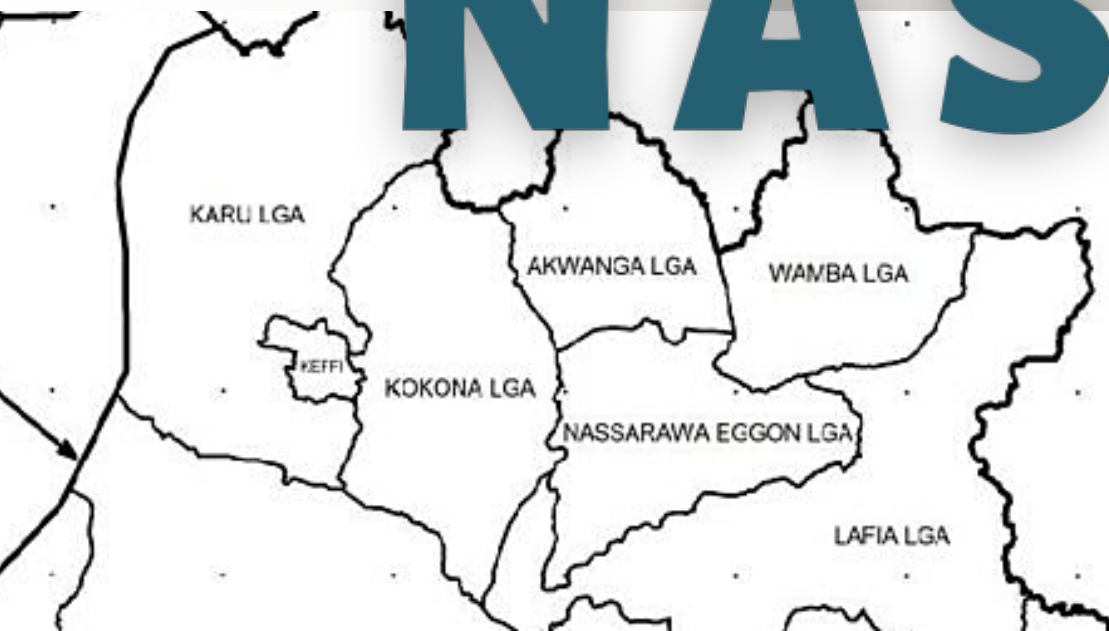 NAS
KARU LGA
AKWANGA LGA
WAMBA LGA
KEFFI
KOKONA LGA
NASSARAWA EGGON LGA
LAFIA LGA